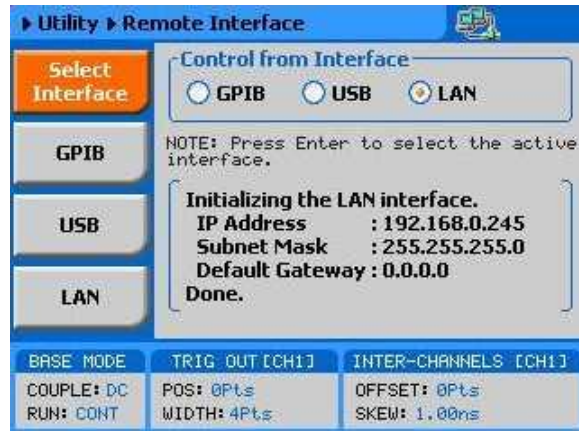 Utility Remote Interface
Select Interface
Control from Interface
GPIB USB LAN
NOTE: Press Enter to select the active
interface.
GPIB
USB
LAN
Initializing the LAN interface.
IP Address : 192.168.0.245
Subnet Mask : 255.255.255.0
Default Gateway : 0.0.0.0
Done.
BASE MODE
COUPLE: DC
RUN: CONT
TRIG OUT [CH1]
POS: 0Pts
WIDTH: 4Pts
INTER-CHANNELS [CH1]
OFFSET: 0Pts
SKEW: 1.00ns